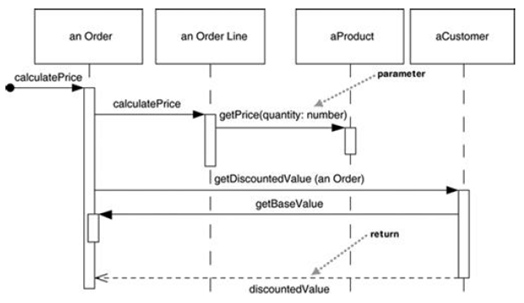 an Order
an Order Line
aProduct
aCustomer
calculatePrice
parameter
calculatePrice
getPrice(quantity: number)
getDiscountedValue (an Order)
getBaseValue
return
discountedValue